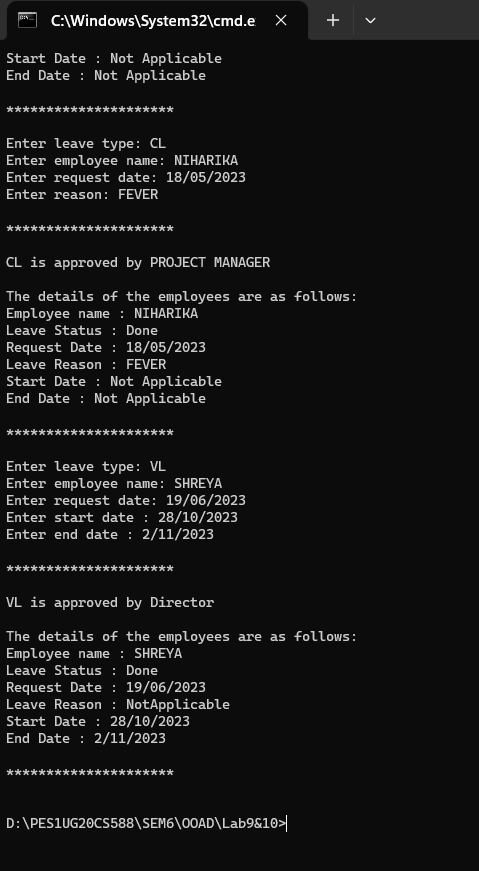 C:\Windows\System32\cmd.e
Start Date : Not Applicable
End Date : Not Applicable
*********************
Enter leave type: CL
Enter employee name: NIHARIKA
Enter request date: 18/05/2023
Enter reason: FEVER
*********************
CL is approved by PROJECT MANAGER
The details of the employees are as follows:
Employee name : NIHARIKA
Leave Status : Done
Request Date : 18/05/2023
Leave Reason : FEVER
Start Date : Not Applicable
End Date : Not Applicable
*********************
Enter leave type: VL
Enter employee name: SHREYA
Enter request date: 19/06/2023
Enter start date : 28/10/2023
Enter end date : 2/11/2023
*********************
VL is approved by Director
The details of the employees are as follows:
Employee name : SHREYA
Leave Status : Done
Request Date : 19/06/2023
Leave Reason : NotApplicable
Start Date : 28/10/2023
End Date : 2/11/2023
*********************
D:\PES1UG20CS588\SEM6\OOAD\Lab9&10>